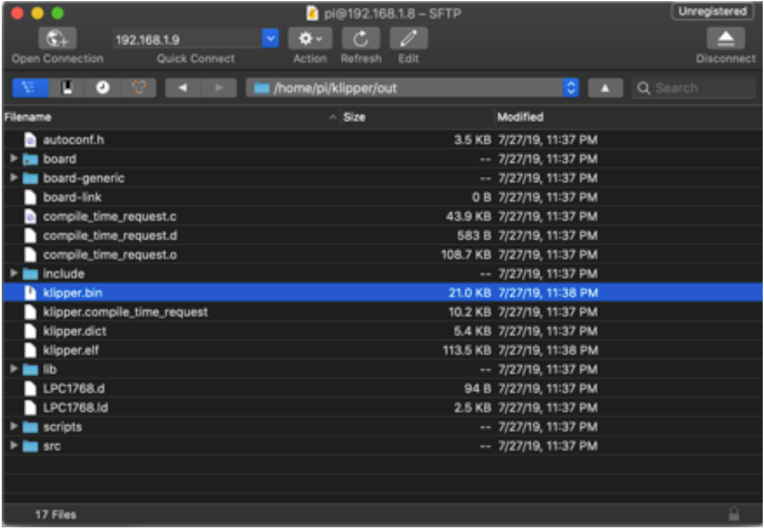 pi@192.168.1.8 – SFTP
Unregistered
192.168.1.9
Open Connection Quick Connect Action Refresh Edit Disconnect
/home/pi/klipper/out Search
Filename Size Modified
autoconf.h 3.5 KB 7/27/19, 11:37 PM
board -- 7/27/19, 11:37 PM
board-generic -- 7/27/19, 11:37 PM
board-link 0 B 7/27/19, 11:37 PM
compile_time_request.c 43.9 KB 7/27/19, 11:37 PM
compile_time_request.d 583 B 7/27/19, 11:37 PM
compile_time_request.o 108.7 KB 7/27/19, 11:37 PM
include -- 7/27/19, 11:37 PM
klipper.bin 21.0 KB 7/27/19, 11:38 PM
klipper.compile_time_request 10.2 KB 7/27/19, 11:37 PM
klipper.dict 5.4 KB 7/27/19, 11:37 PM
klipper.elf 113.5 KB 7/27/19, 11:38 PM
lib -- 7/27/19, 11:37 PM
LPC1768.d 94 B 7/27/19, 11:37 PM
LPC1768.ld 2.5 KB 7/27/19, 11:37 PM
scripts -- 7/27/19, 11:37 PM
src -- 7/27/19, 11:37 PM
17 Files